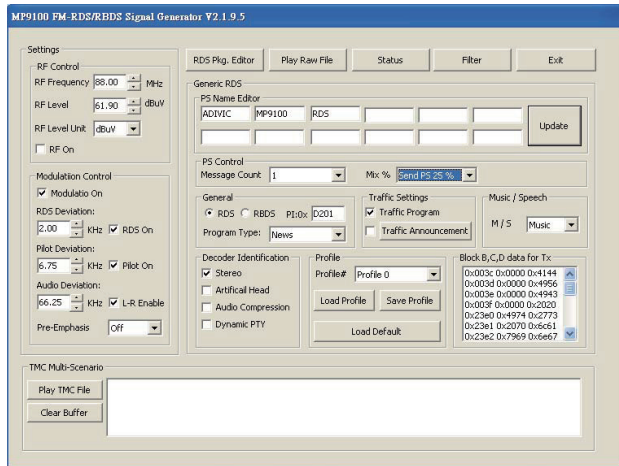 MP9100 FM-RDS/RBDS Signal Generator V2.1.9.5
Settings
RF Control
RF Frequency 88.00 MHz
RF Level 61.90 dBuV
RF Level Unit dBuV
RF On
Modulation Control
Modulatio On
RDS Deviation:
2.00 KHz RDS On
Pilot Deviation:
6.75 KHz Pilot On
Audio Deviation:
66.25 KHz L-R Enable
Pre-Emphasis Off
RDS Pkg. Editor Play Raw File Status Filter Exit
Generic RDS
PS Name Editor
ADIVIC MP9100 RDS
Update
PS Control
Message Count 1 Mix % Send PS 25 %
General
RDS RBDS PI:0x D201
Program Type: News
Traffic Settings
Traffic Program
Traffic Announcement
Music / Speech
M / S Music
Decoder Identification
Stereo
Artifical Head
Audio Compression
Dynamic PTY
Profile
Profile# Profile 0
Load Profile Save Profile
Load Default
Block B,C,D data for Tx
0x003c 0x0000 0x4144
0x003d 0x0000 0x4956
0x003e 0x0000 0x4943
0x003f 0x0000 0x2020
0x23e0 0x4974 0x2773
0x23e1 0x2070 0x6c61
0x23e2 0x7969 0x6e67
TMC Multi-Scenario
Play TMC File
Clear Buffer